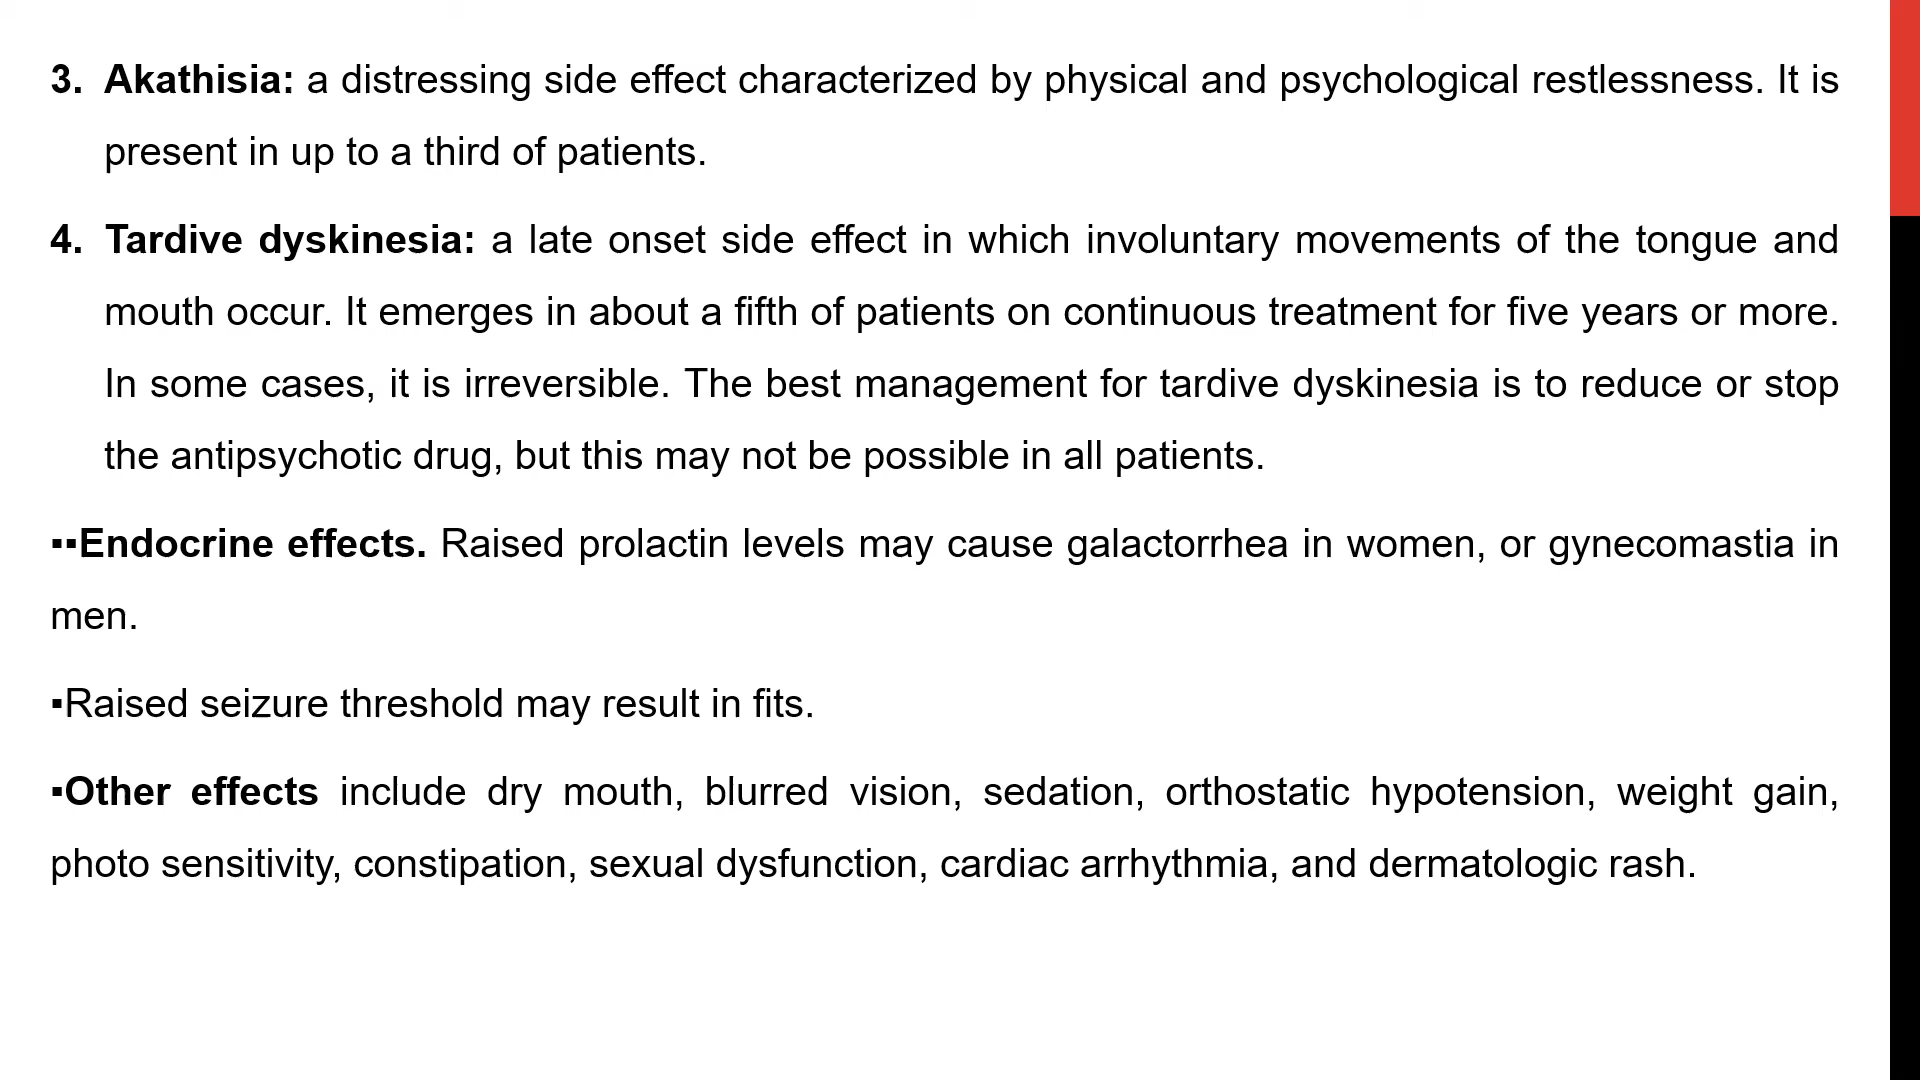 3. Akathisia: a distressing side effect characterized by physical and psychological restlessness. It is
present in up to a third of patients.
4. Tardive dyskinesia: a late onset side effect in which involuntary movements of the tongue and
mouth occur. It emerges in about a fifth of patients on continuous treatment for five years or more.
In some cases, it is irreversible. The best management for tardive dyskinesia is to reduce or stop
the antipsychotic drug, but this may not be possible in all patients.
▪▪Endocrine effects. Raised prolactin levels may cause galactorrhea in women, or gynecomastia in
men.
▪Raised seizure threshold may result in fits.
▪Other effects include dry mouth, blurred vision, sedation, orthostatic hypotension, weight gain,
photo sensitivity, constipation, sexual dysfunction, cardiac arrhythmia, and dermatologic rash.